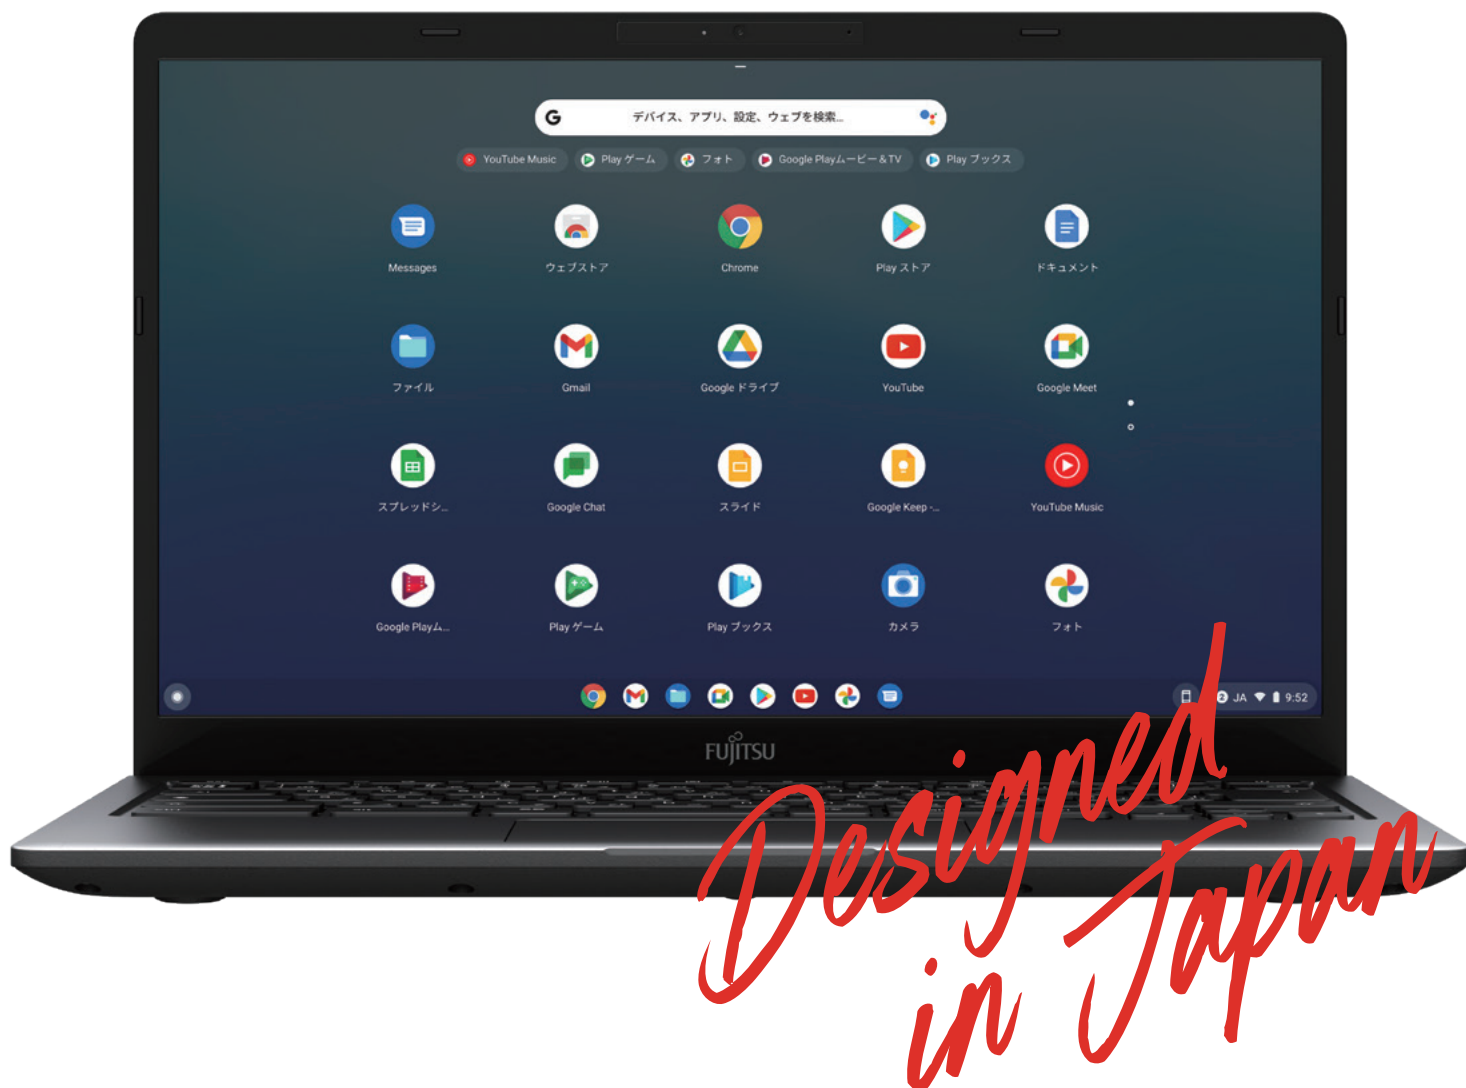 デバイス、アプリ、設定、ウェブを検索...
YouTube Music Play ゲーム フォト Google Playムービー＆TV Play ブックス
Messages ウェブストア Chrome Play ストア ドキュメント
ファイル Gmail Google ドライブ YouTube Google Meet
スプレッドシ... Google Chat スライド Google Keep -... YouTube Music
Google Playム... Play ゲーム Play ブックス カメラ フォト
2 JA 9:52
FUJITSU
Designed
in Japan